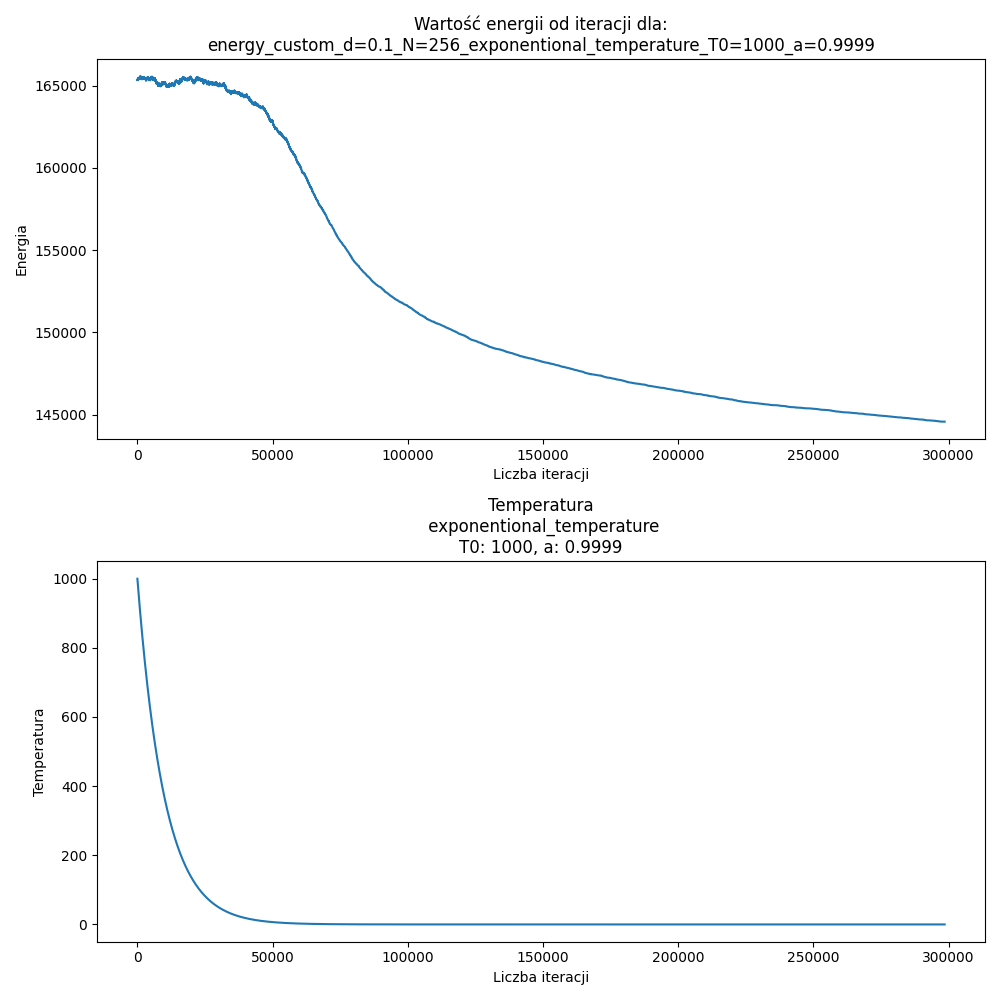 Wartość energii od iteracji dla:
energy_custom_d=0.1_N=256_exponentional_temperature_T0=1000_a=0.9999
165000
160000
155000
150000
145000
Energia
0 50000 100000 150000 200000 250000 300000
Liczba iteracji
Temperatura
exponentional_temperature
T0: 1000, a: 0.9999
1000
800
600
400
200
0
Temperatura
0 50000 100000 150000 200000 250000 300000
Liczba iteracji